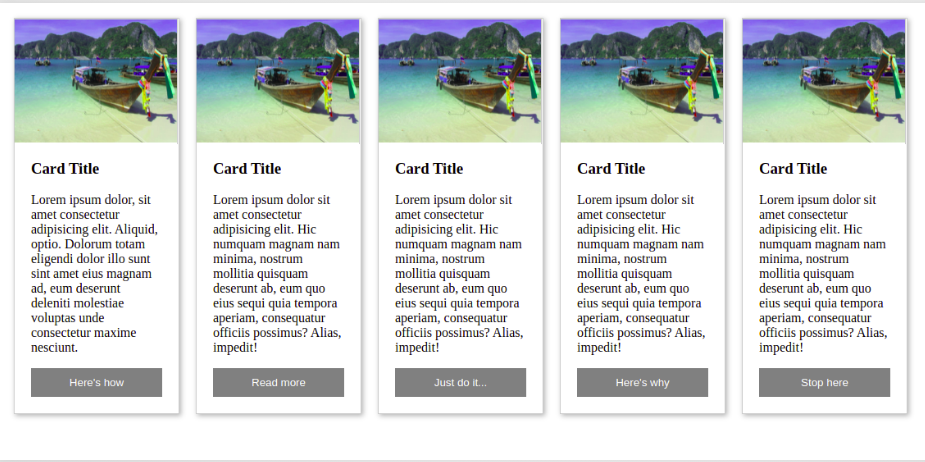 Card Title
Lorem ipsum dolor, sit
amet consectetur
adipisicing elit. Aliquid,
optio. Dolorum totam
eligendi dolor illo sunt
sint amet eius magnam
ad, eum deserunt
deleniti molestiae
voluptas unde
consectetur maxime
nesciunt.
Here's how
Card Title
Lorem ipsum dolor sit
amet consectetur
adipisicing elit. Hic
numquam magnam nam
minima, nostrum
mollitia quisquam
deserunt ab, eum quo
eius sequi quia tempora
aperiam, consequatur
officiis possimus? Alias,
impedit!
Read more
Card Title
Lorem ipsum dolor sit
amet consectetur
adipisicing elit. Hic
numquam magnam nam
minima, nostrum
mollitia quisquam
deserunt ab, eum quo
eius sequi quia tempora
aperiam, consequatur
officiis possimus? Alias,
impedit!
Just do it...
Card Title
Lorem ipsum dolor sit
amet consectetur
adipisicing elit. Hic
numquam magnam nam
minima, nostrum
mollitia quisquam
deserunt ab, eum quo
eius sequi quia tempora
aperiam, consequatur
officiis possimus? Alias,
impedit!
Here's why
Card Title
Lorem ipsum dolor sit
amet consectetur
adipisicing elit. Hic
numquam magnam nam
minima, nostrum
mollitia quisquam
deserunt ab, eum quo
eius sequi quia tempora
aperiam, consequatur
officiis possimus? Alias,
impedit!
Stop here